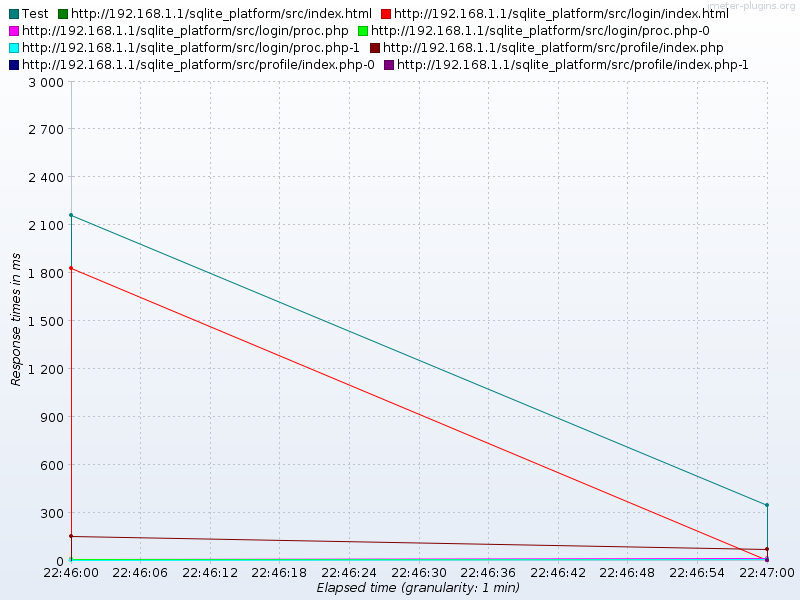 jmeter-plugins.org
Test http://192.168.1.1/sqlite_platform/src/index.html http://192.168.1.1/sqlite_platform/src/login/index.html
http://192.168.1.1/sqlite_platform/src/login/proc.php http://192.168.1.1/sqlite_platform/src/login/proc.php-0
http://192.168.1.1/sqlite_platform/src/login/proc.php-1 http://192.168.1.1/sqlite_platform/src/profile/index.php
http://192.168.1.1/sqlite_platform/src/profile/index.php-0 http://192.168.1.1/sqlite_platform/src/profile/index.php-1
Response times in ms
3 000
2 700
2 400
2 100
1 800
1 500
1 200
900
600
300
0
22:46:00 22:46:06 22:46:12 22:46:18 22:46:24 22:46:30 22:46:36 22:46:42 22:46:48 22:46:54 22:47:00
Elapsed time (granularity: 1 min)